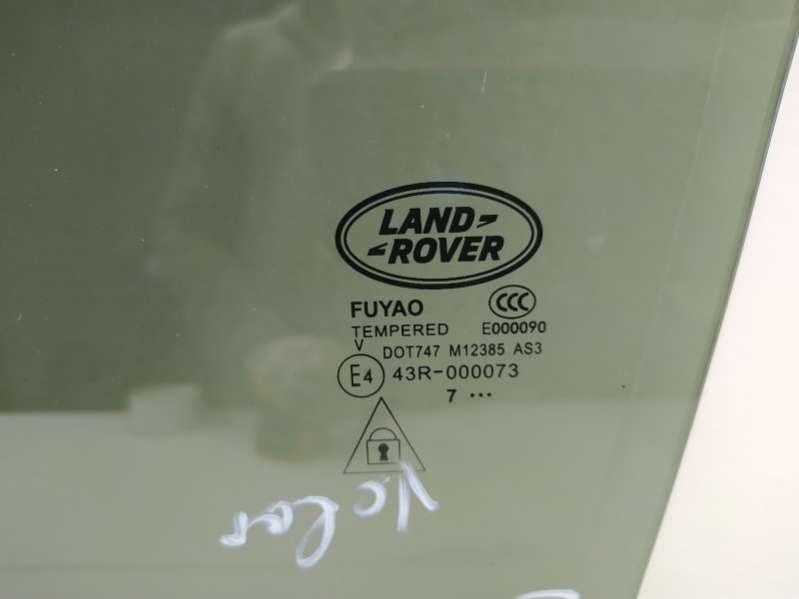 LAND
ROVER
FUYAO CCC
TEMPERED E000090
V
DOT747 M12385 AS3
E4 43R-000073
7 ...